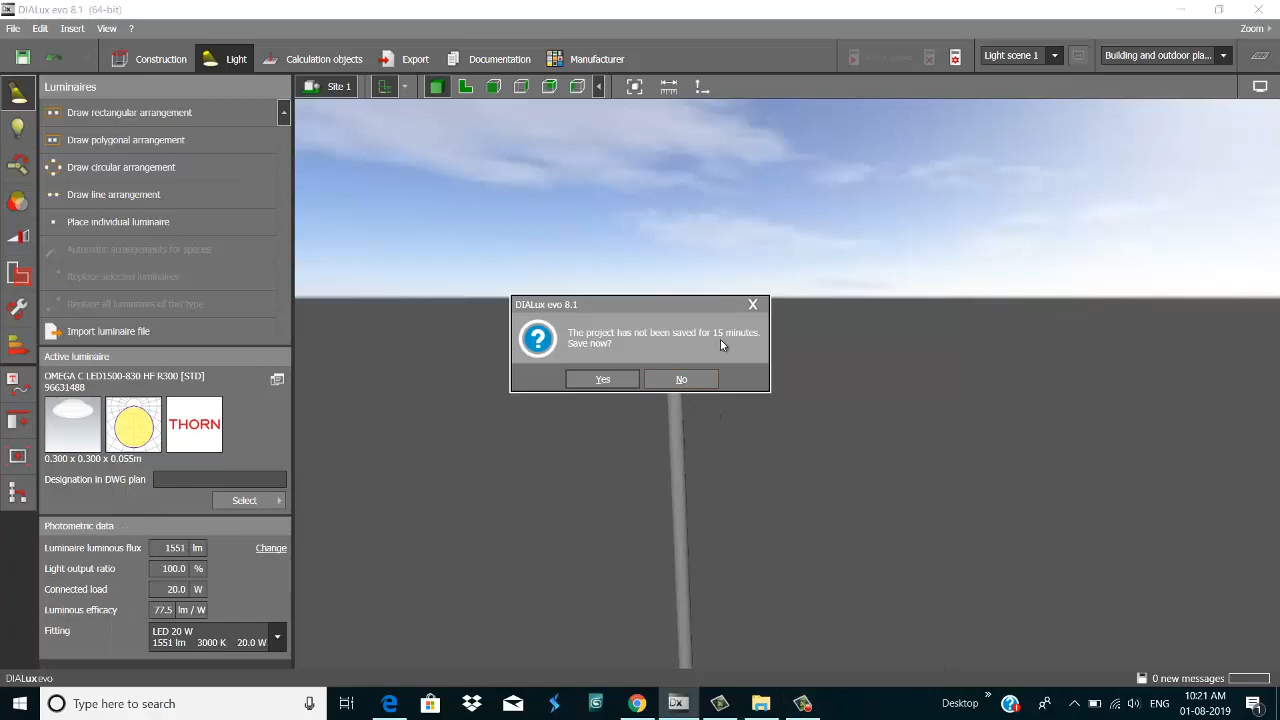 DIALux evo 8.1 (64-bit)
File Edit Insert View ?
Zoom
Construction Light Calculation objects Export Documentation Manufacturer
Light scene 1
Building and outdoor pla...
Luminaires
Site 1
Draw rectangular arrangement
Draw polygonal arrangement
Draw circular arrangement
Draw line arrangement
Place individual luminaire
Automatic arrangements for spaces
Replace selected luminaires
Replace all luminaires of this type
Import luminaire file
Active luminaire
OMEGA C LED1500-830 HF R300 [STD]
96631488
THORN
0.300 x 0.300 x 0.055m
Designation in DWG plan
Select
Photometric data
Luminaire luminous flux 1551 lm Change
Light output ratio 100.0 %
Connected load 20.0 W
Luminous efficacy 77.5 lm / W
Fitting LED 20 W
1551 lm 3000 K 20.0 W
DIALux evo 8.1 X
The project has not been saved for 15 minutes.
Save now?
Yes No
DIALux evo
0 new messages
Type here to search
Desktop
ENG
10:21 AM
01-08-2019